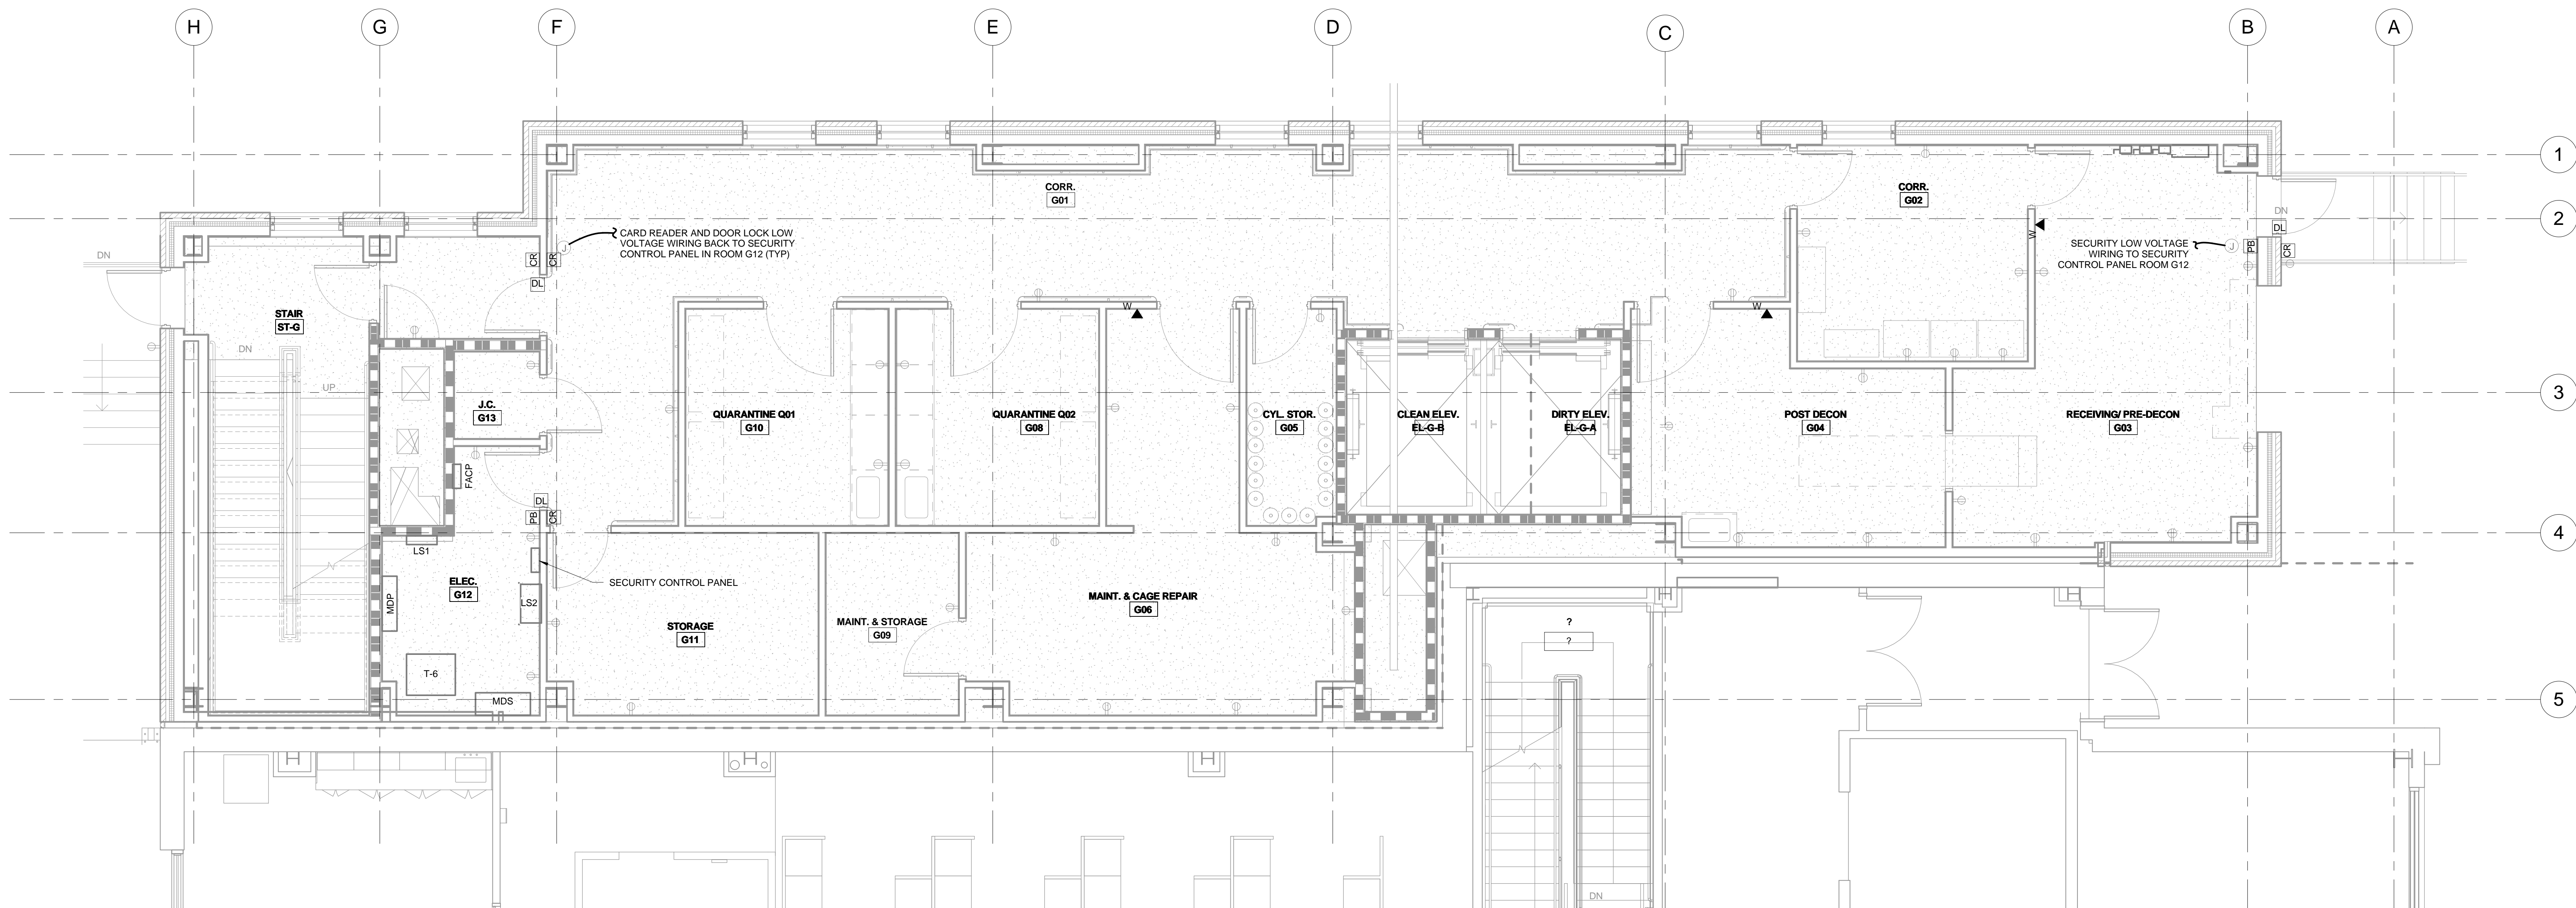 H
G
F
E
D
C
B
A
1
2
3
4
5
CORR.
G01
CORR.
G02
CARD READER AND DOOR LOCK LOW
VOLTAGE WIRING BACK TO SECURITY
CONTROL PANEL IN ROOM G12 (TYP)
J
CR
CR
DL
SECURITY LOW VOLTAGE
WIRING TO SECURITY
CONTROL PANEL ROOM G12
J
PB
CR
DL
DN
W
DN
STAIR
ST-G
DN
UP
W
W
J.C.
G13
QUARANTINE Q01
G10
QUARANTINE Q02
G08
CYL. STOR.
G05
CLEAN ELEV.
EL-G-B
DIRTY ELEV.
EL-G-A
POST DECON
G04
RECEIVING/ PRE-DECON
G03
FACP
DL
PB
CR
LS1
ELEC.
G12
MDP
LS2
SECURITY CONTROL PANEL
T-6
MDS
STORAGE
G11
MAINT. & STORAGE
G09
MAINT. & CAGE REPAIR
G06
?
?
DN